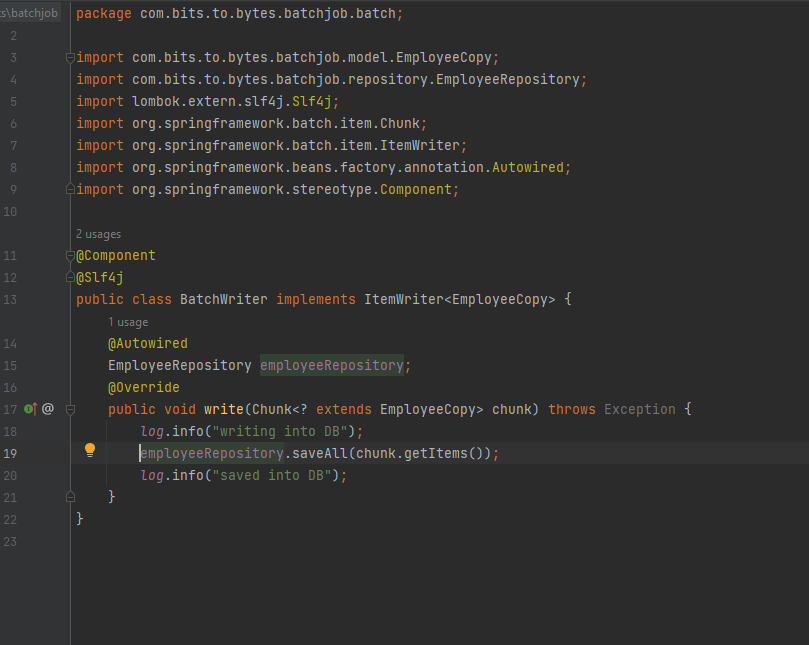 s\batchjob
package com.bits.to.bytes.batchjob.batch;
2
3 import com.bits.to.bytes.batchjob.model.EmployeeCopy;
4 import com.bits.to.bytes.batchjob.repository.EmployeeRepository;
5 import lombok.extern.slf4j.Slf4j;
6 import org.springframework.batch.item.Chunk;
7 import org.springframework.batch.item.ItemWriter;
8 import org.springframework.beans.factory.annotation.Autowired;
9 import org.springframework.stereotype.Component;
10
2 usages
11 @Component
12 @Slf4j
13 public class BatchWriter implements ItemWriter<EmployeeCopy> {
1 usage
14 @Autowired
15 EmployeeRepository employeeRepository;
16 @Override
17 @ public void write(Chunk<? extends EmployeeCopy> chunk) throws Exception {
18 log.info("writing into DB");
19 employeeRepository.saveAll(chunk.getItems());
20 log.info("saved into DB");
21 }
22 }
23